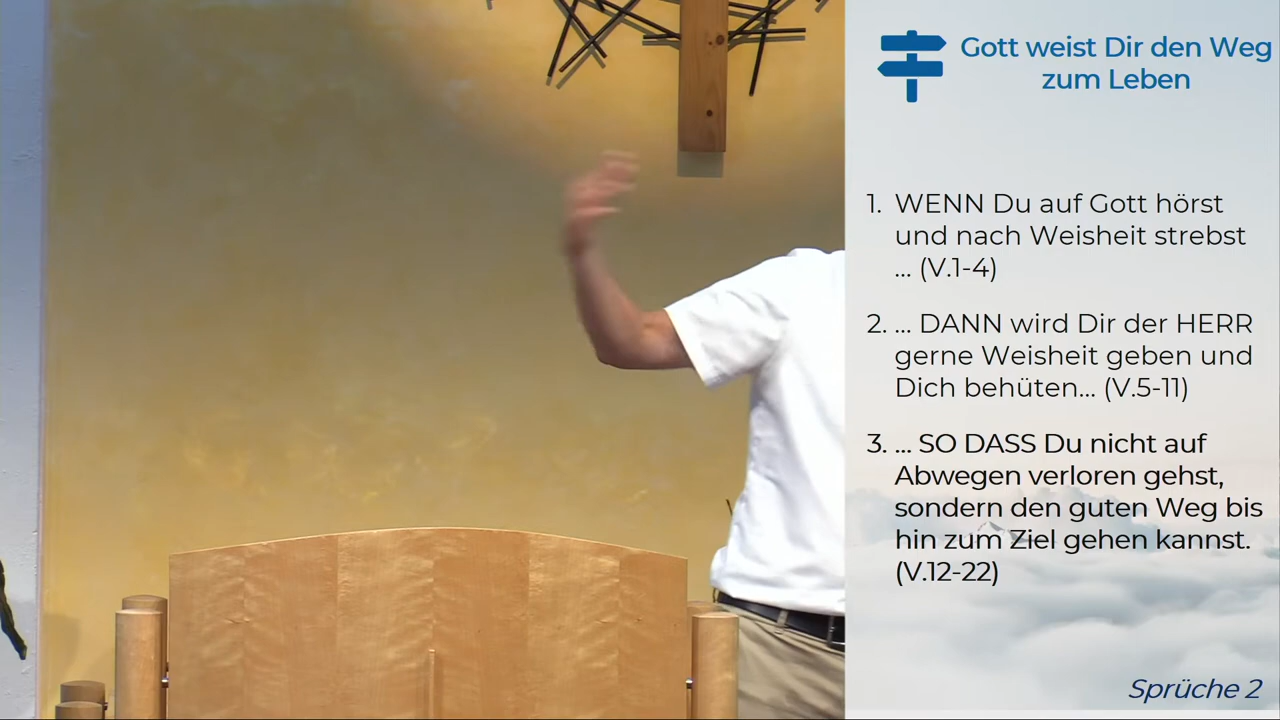 Gott weist Dir den Weg
zum Leben
1. WENN Du auf Gott hörst
und nach Weisheit strebst
... (V.1-4)
2. ... DANN wird Dir der HERR
gerne Weisheit geben und
Dich behüten... (V.5-11)
3. ... SO DASS Du nicht auf
Abwegen verloren gehst,
sondern den guten Weg bis
hin zum Ziel gehen kannst.
(V.12-22)
Sprüche 2